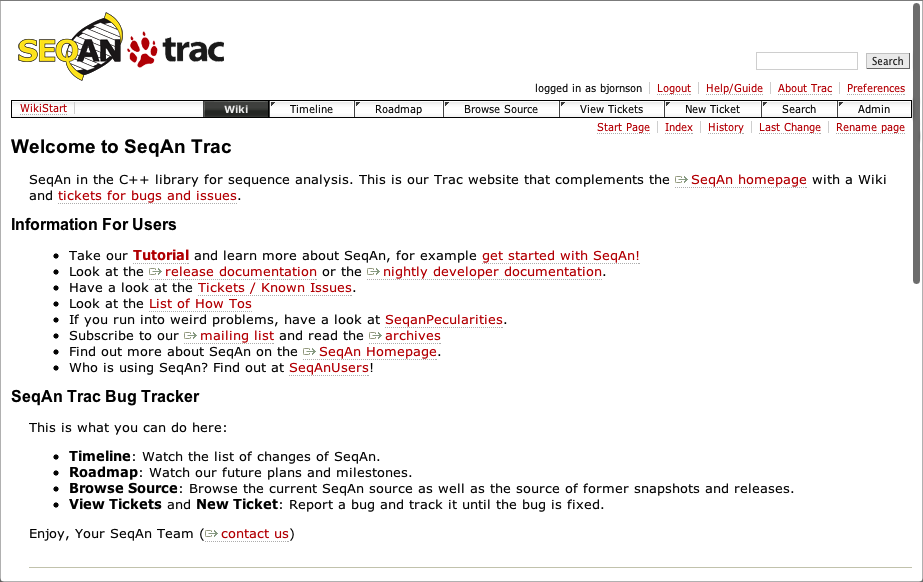 SEQAN trac
Search
logged in as bjornson Logout Help/Guide About Trac Preferences
WikiStart Wiki Timeline Roadmap Browse Source View Tickets New Ticket Search Admin
Start Page Index History Last Change Rename page
Welcome to SeqAn Trac
SeqAn in the C++ library for sequence analysis. This is our Trac website that complements the SeqAn homepage with a Wiki
and tickets for bugs and issues.
Information For Users
Take our Tutorial and learn more about SeqAn, for example get started with SeqAn!
Look at the release documentation or the nightly developer documentation.
Have a look at the Tickets / Known Issues.
Look at the List of How Tos
If you run into weird problems, have a look at SeqanPecularities.
Subscribe to our mailing list and read the archives
Find out more about SeqAn on the SeqAn Homepage.
Who is using SeqAn? Find out at SeqAnUsers!
SeqAn Trac Bug Tracker
This is what you can do here:
Timeline: Watch the list of changes of SeqAn.
Roadmap: Watch our future plans and milestones.
Browse Source: Browse the current SeqAn source as well as the source of former snapshots and releases.
View Tickets and New Ticket: Report a bug and track it until the bug is fixed.
Enjoy, Your SeqAn Team (contact us)